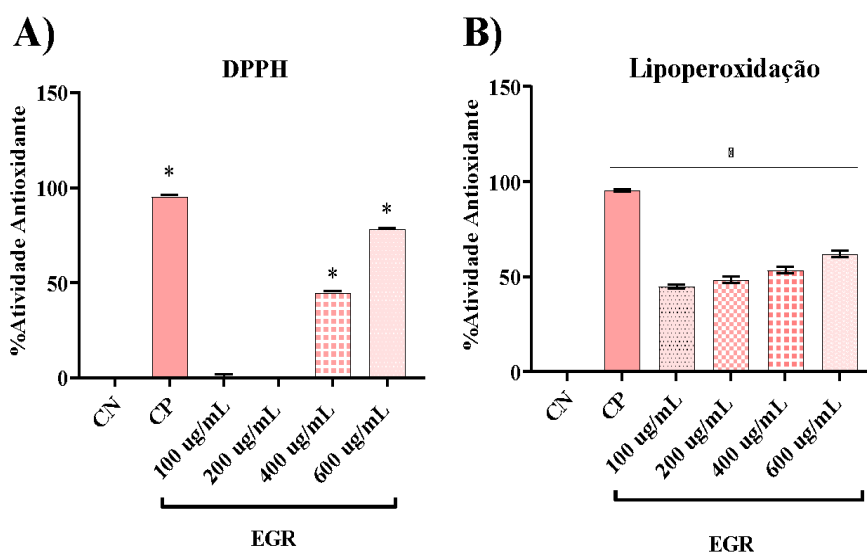 A)
DPPH
%Atividade Antioxidante
150
100
50
0
*
*
*
CN
CP
100 ug/mL
200 ug/mL
400 ug/mL
600 ug/mL
EGR
B)
Lipoperoxidação
%Atividade Antioxidante
150
100
50
0
CN
CP
100 ug/mL
200 ug/mL
400 ug/mL
600 ug/mL
EGR